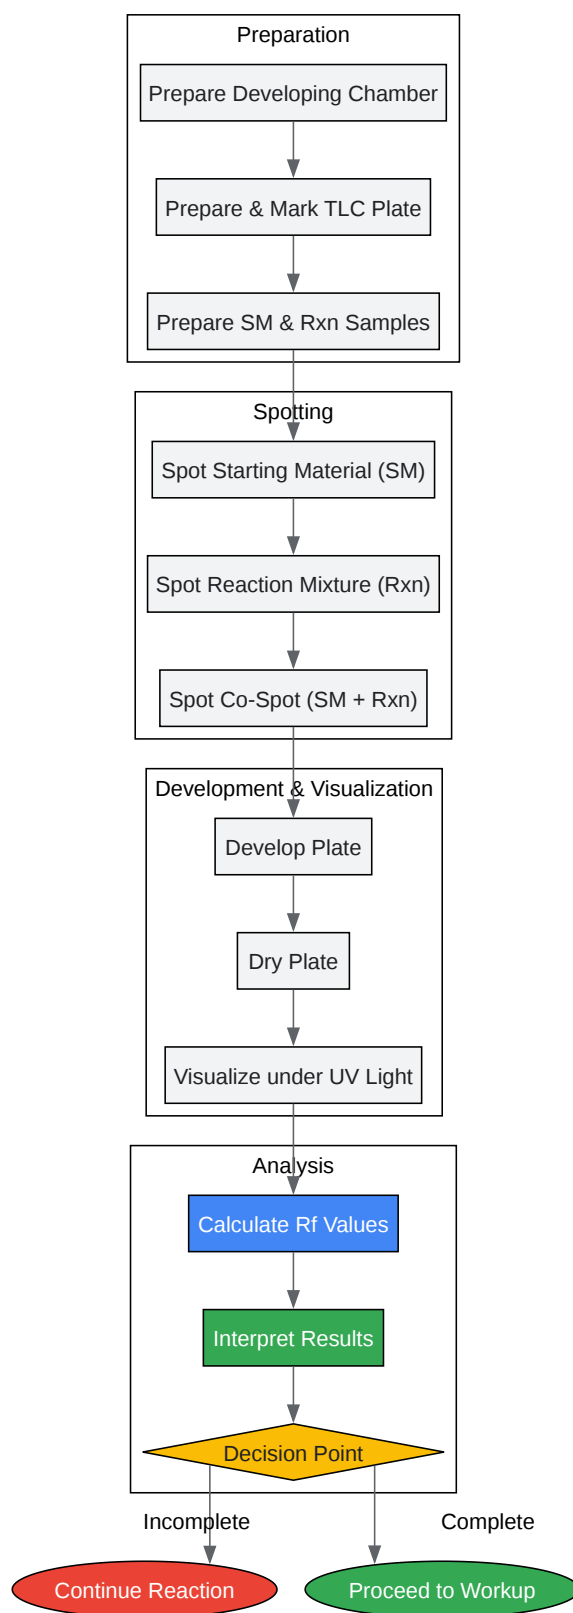 Preparation
Prepare Developing Chamber
Prepare & Mark TLC Plate
Prepare SM & Rxn Samples
Spotting
Spot Starting Material (SM)
Spot Reaction Mixture (Rxn)
Spot Co-Spot (SM + Rxn)
Development & Visualization
Develop Plate
Dry Plate
Visualize under UV Light
Analysis
Calculate Rf Values
Interpret Results
Decision Point
Incomplete
Complete
Continue Reaction
Proceed to Workup